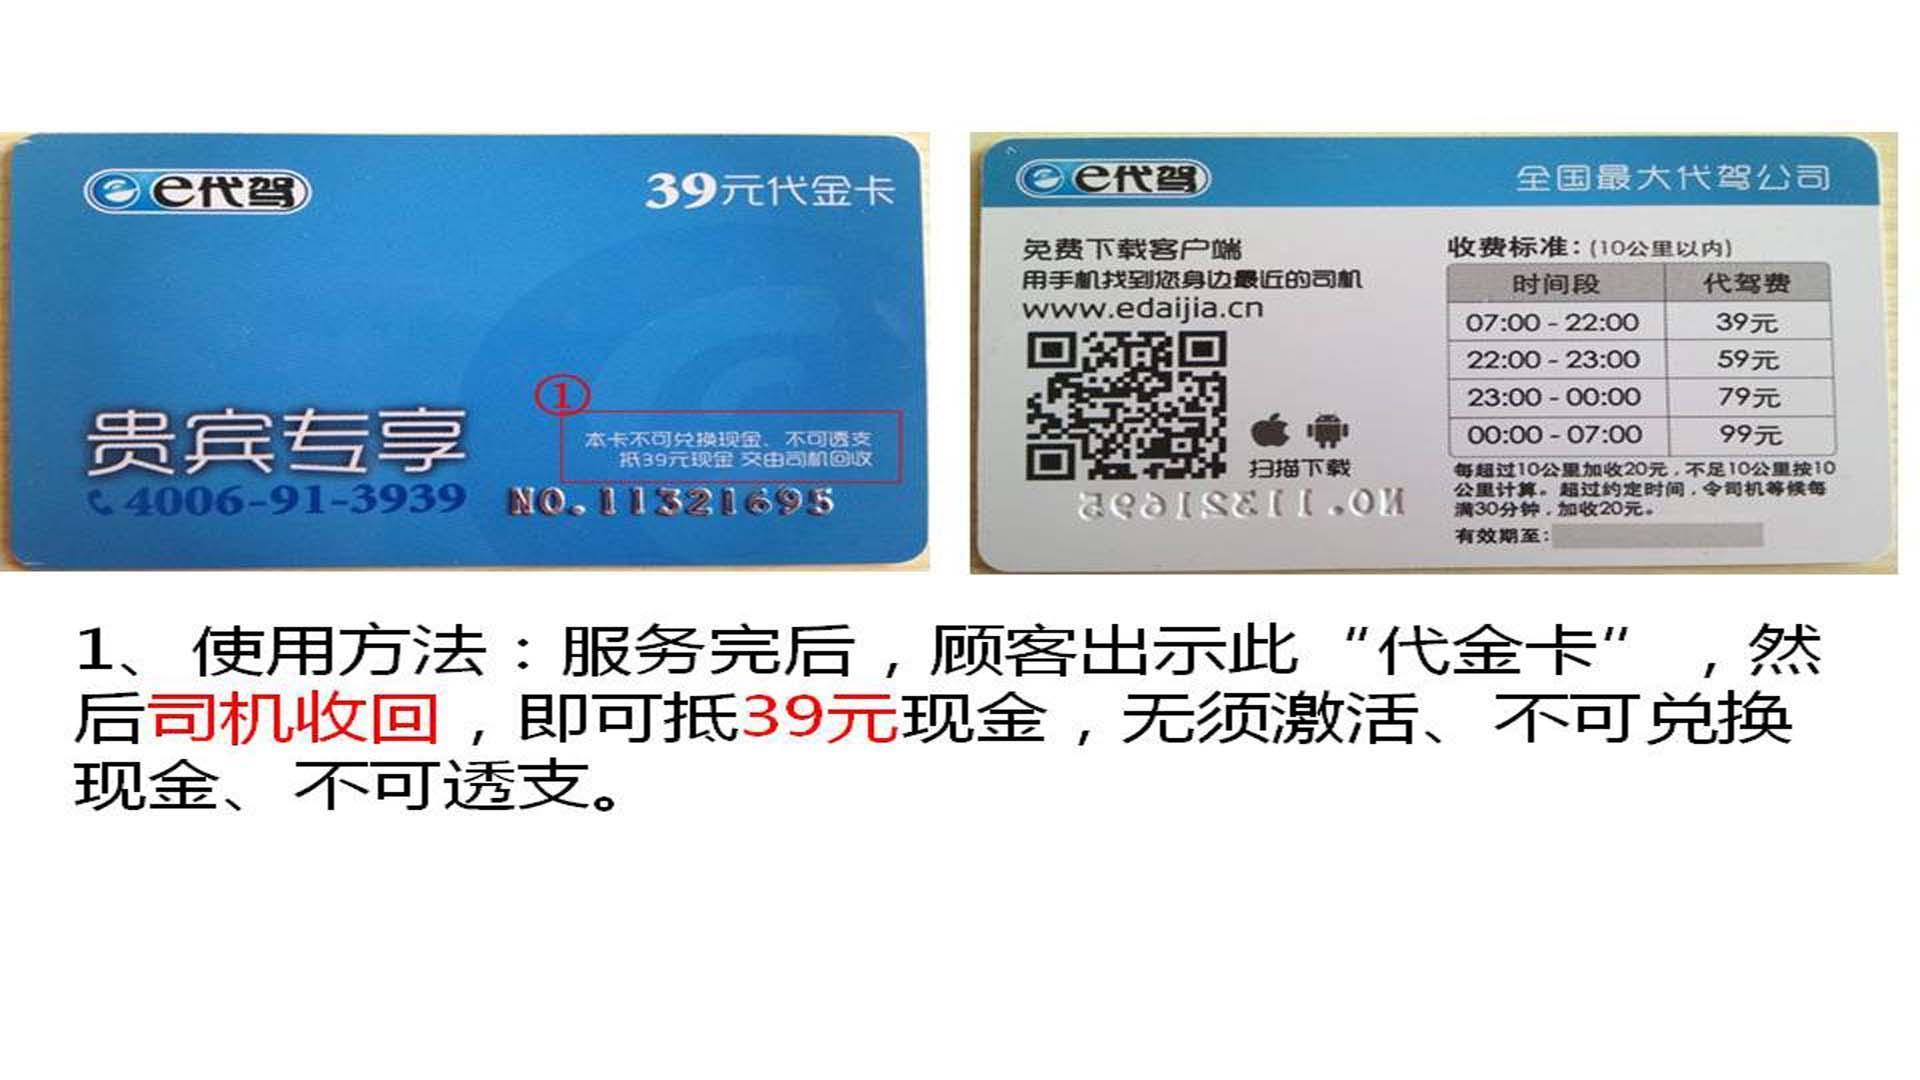 e代驾
39元代金卡
①
本卡不可兑换现金、不可透支
抵39元现金 交由司机回收
贵宾专享
4006-91-3939
NO.11321695
e代驾
全国最大代驾公司
免费下载客户端
用手机找到您身边最近的司机
www.edaijia.cn
扫描下载
NO.11321695
收费标准：(10公里以内)
时间段 代驾费
07:00 - 22:00 39元
22:00 - 23:00 59元
23:00 - 00:00 79元
00:00 - 07:00 99元
每超过10公里加收20元，不足10公里按10
公里计算。超过约定时间，令司机等候每
满30分钟，加收20元。
有效期至：
1、使用方法：服务完后，顾客出示此“代金卡”，然
后司机收回，即可抵39元现金，无须激活、不可兑换
现金、不可透支。